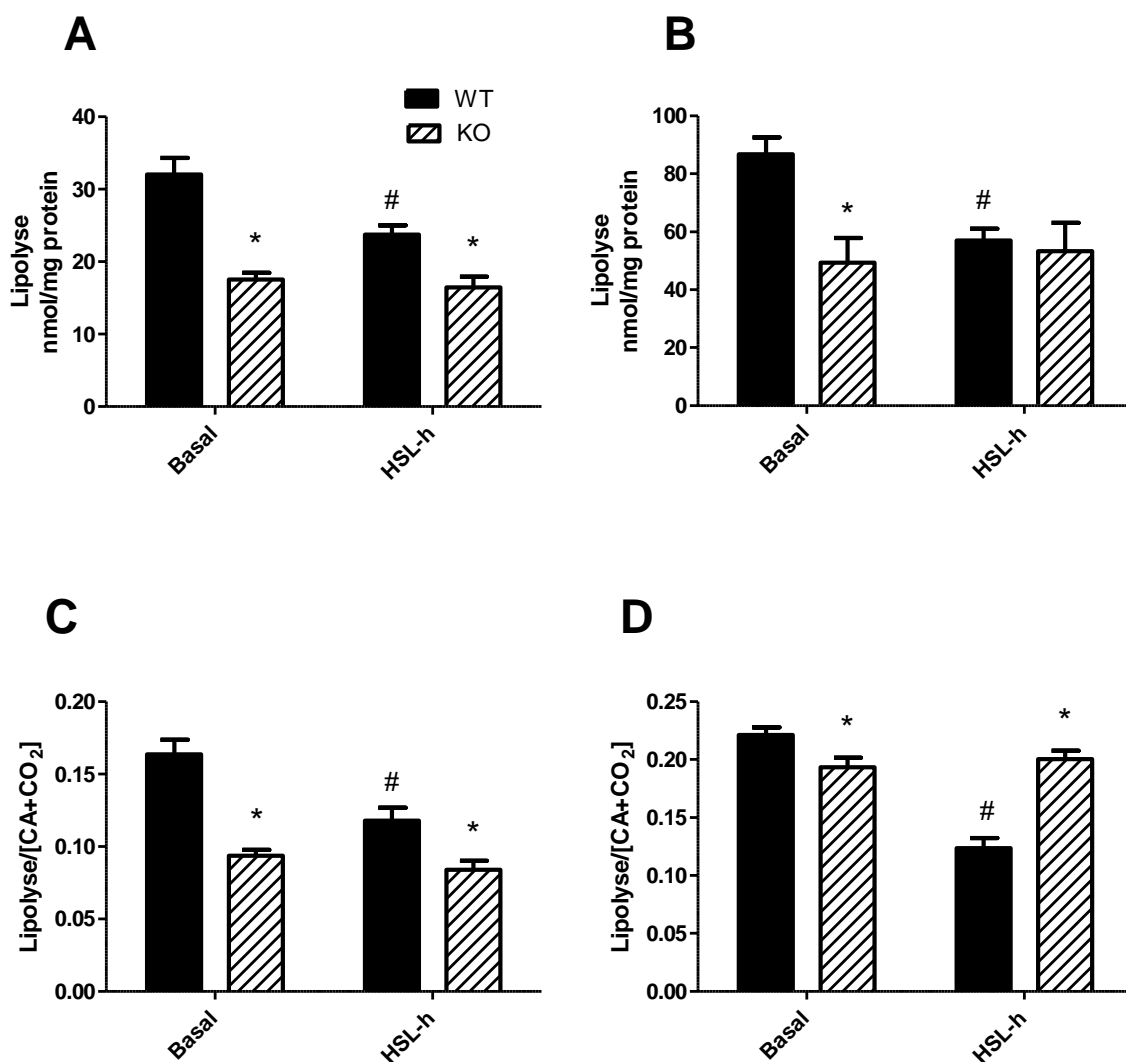 A
WT
KO
40
30
20
10
0
Lipolyse
nmol/mg protein
*
#
*
Basal
HSL-h
B
100
80
60
40
20
0
Lipolyse
nmol/mg protein
*
#
Basal
HSL-h
C
0.20
0.15
0.10
0.05
0.00
Lipolyse/[CA+CO₂]
*
#
*
Basal
HSL-h
D
0.25
0.20
0.15
0.10
0.05
0.00
Lipolyse/[CA+CO₂]
*
#
*
Basal
HSL-h